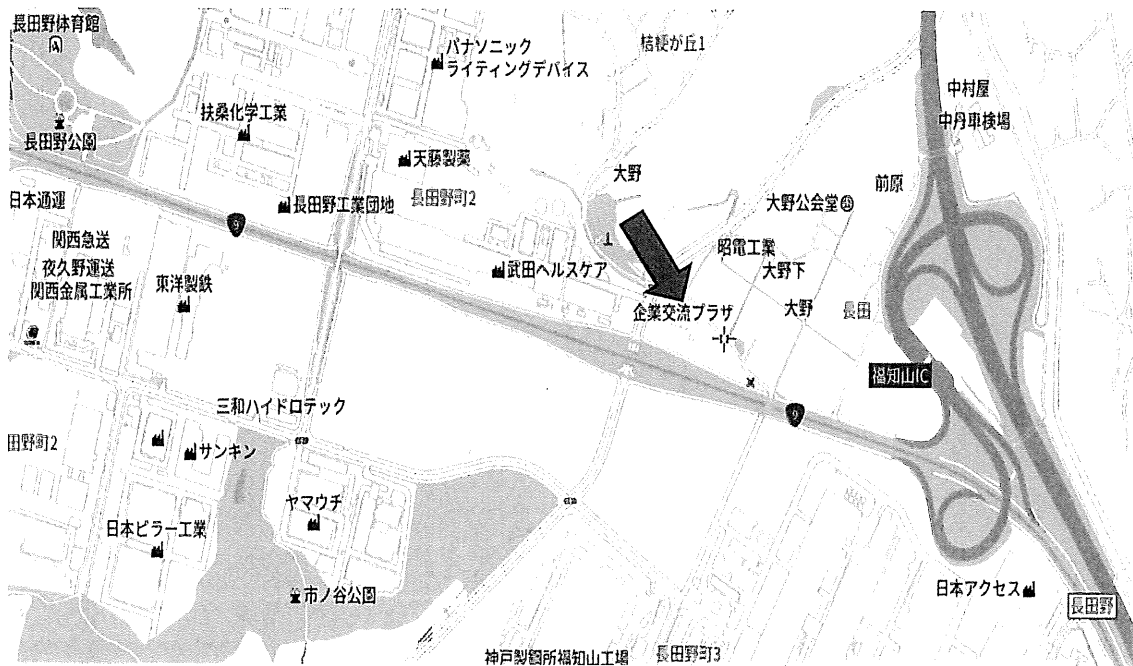 長田野体育館
パナソニック
ライティングデバイス
桔梗が丘1
中村屋
中丹車検場
扶桑化学工業
長田野公園
天藤製薬
長田野町2
大野
前原
日本通運
長田野工業団地
大野公会堂
9
昭電工業
関西急送
夜久野運送
関西金属工業所
東洋製鉄
武田ヘルスケア
大野下
企業交流プラザ
大野
長田
福知山IC
三和ハイドロテック
9
田野町2
サンキン
ヤマウチ
日本ピラー工業
市ノ谷公園
日本アクセス
長田野
神戸製鋼所福知山工場
長田野町3